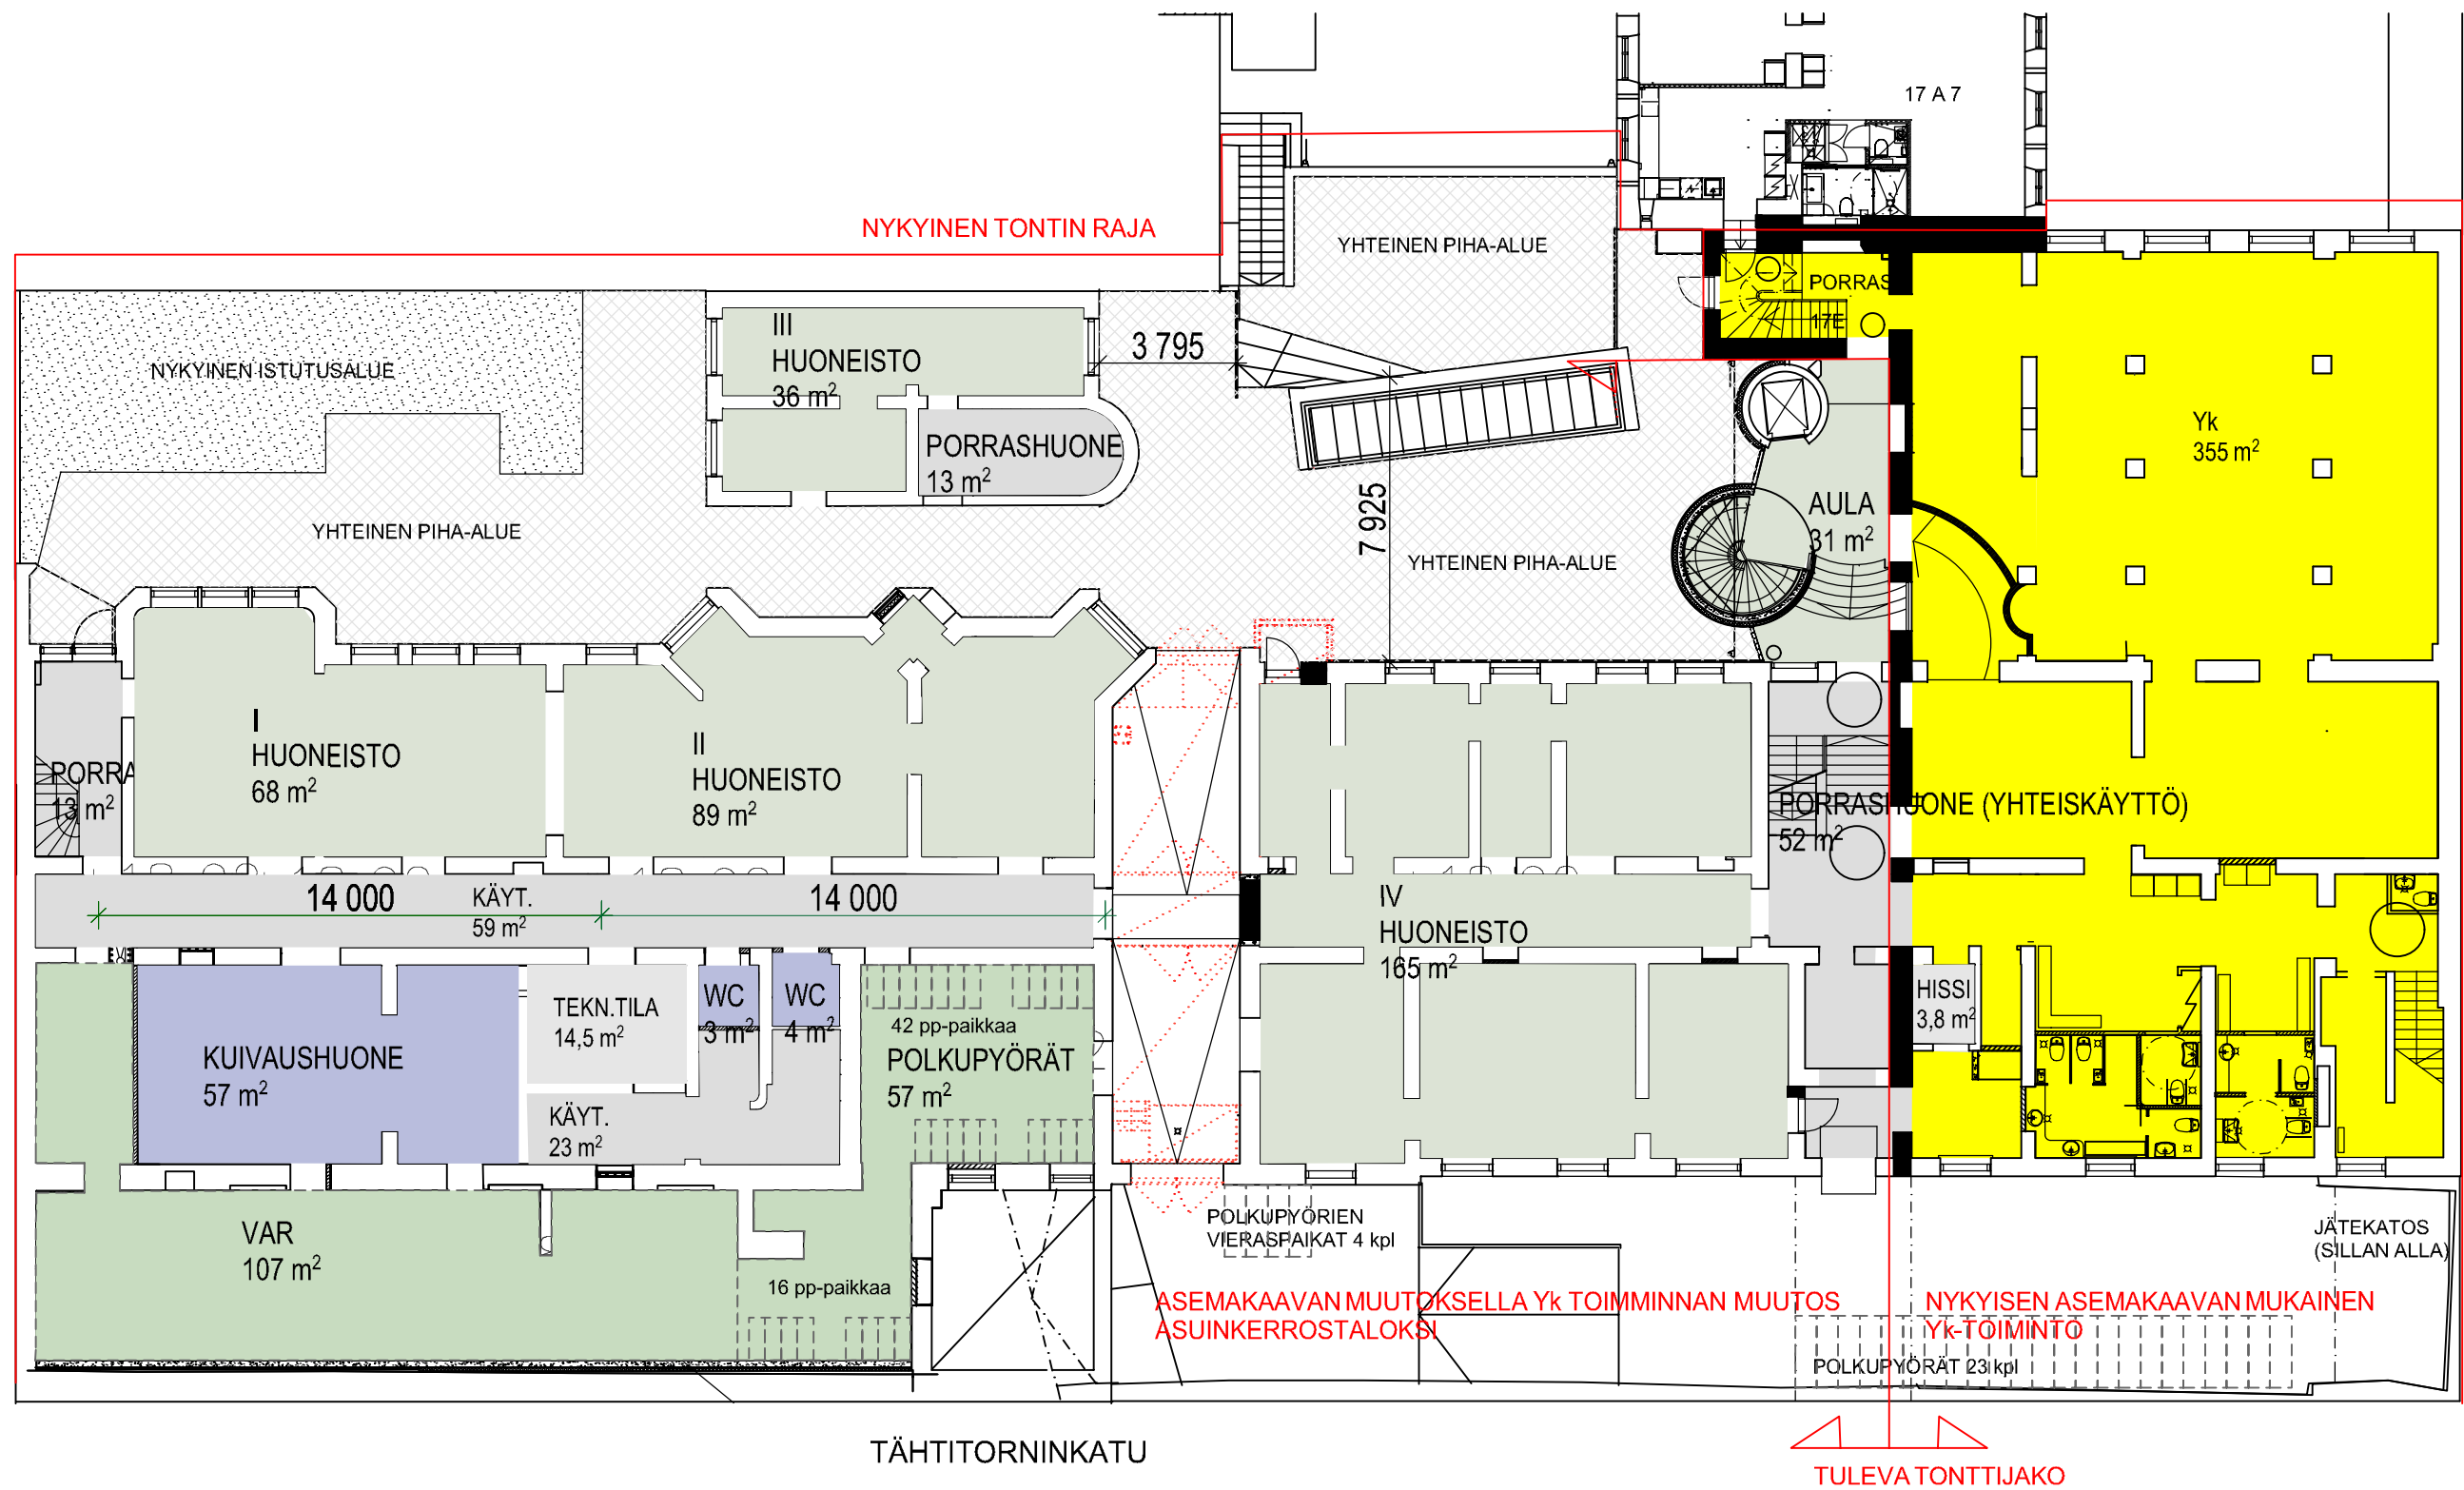 17 A 7
NYKYINEN TONTIN RAJA
YHTEINEN PIHA-ALUE
PORRAS
17E
III
HUONEISTO
36 m²
3 795
NYKYINEN ISTUTUSALUE
PORRASHUONE
13 m²
Yk
355 m²
YHTEINEN PIHA-ALUE
7 925
YHTEINEN PIHA-ALUE
AULA
31 m²
I
HUONEISTO
68 m²
II
HUONEISTO
89 m²
PORRA
13 m²
PORRASHUONE (YHTEISKÄYTTÖ)
52 m²
14 000
KÄYT.
59 m²
14 000
IV
HUONEISTO
165 m²
KUIVAUSHUONE
57 m²
TEKN.TILA
14,5 m²
WC
3 m²
WC
4 m²
42 pp-paikkaa
POLKUPYÖRÄT
57 m²
HISSI
3,8 m²
KÄYT.
23 m²
VAR
107 m²
16 pp-paikkaa
POLKUPYÖRIEN
VIERASPAIKAT 4 kpl
JÄTEKATOS
(SILLAN ALLA)
ASEMAKAAVAN MUUTOKSELLA Yk TOIMMINNAN MUUTOS
ASUINKERROSTALOKSI
NYKYISEN ASEMAKAAVAN MUKAINEN
Yk-TOIMINTO
POLKUPYÖRÄT 23 kpl
TÄHTITORNINKATU
TULEVA TONTTIJAKO